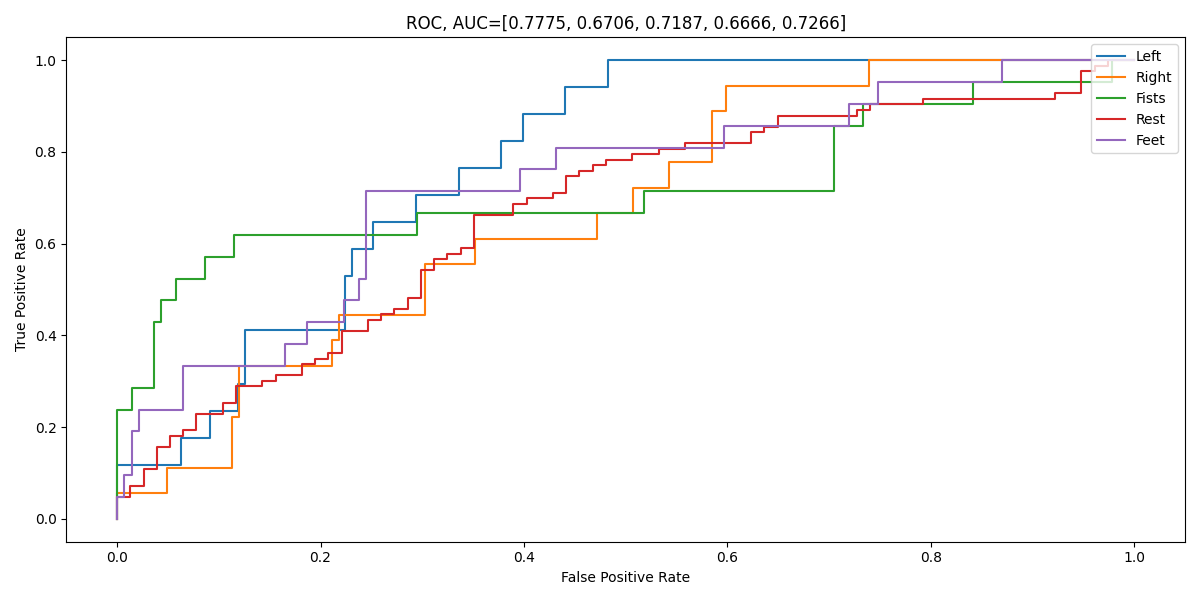 ROC, AUC=[0.7775, 0.6706, 0.7187, 0.6666, 0.7266]
1.0
0.8
0.6
0.4
0.2
0.0
True Positive Rate
Left
Right
Fists
Rest
Feet
0.0 0.2 0.4 0.6 0.8 1.0
False Positive Rate